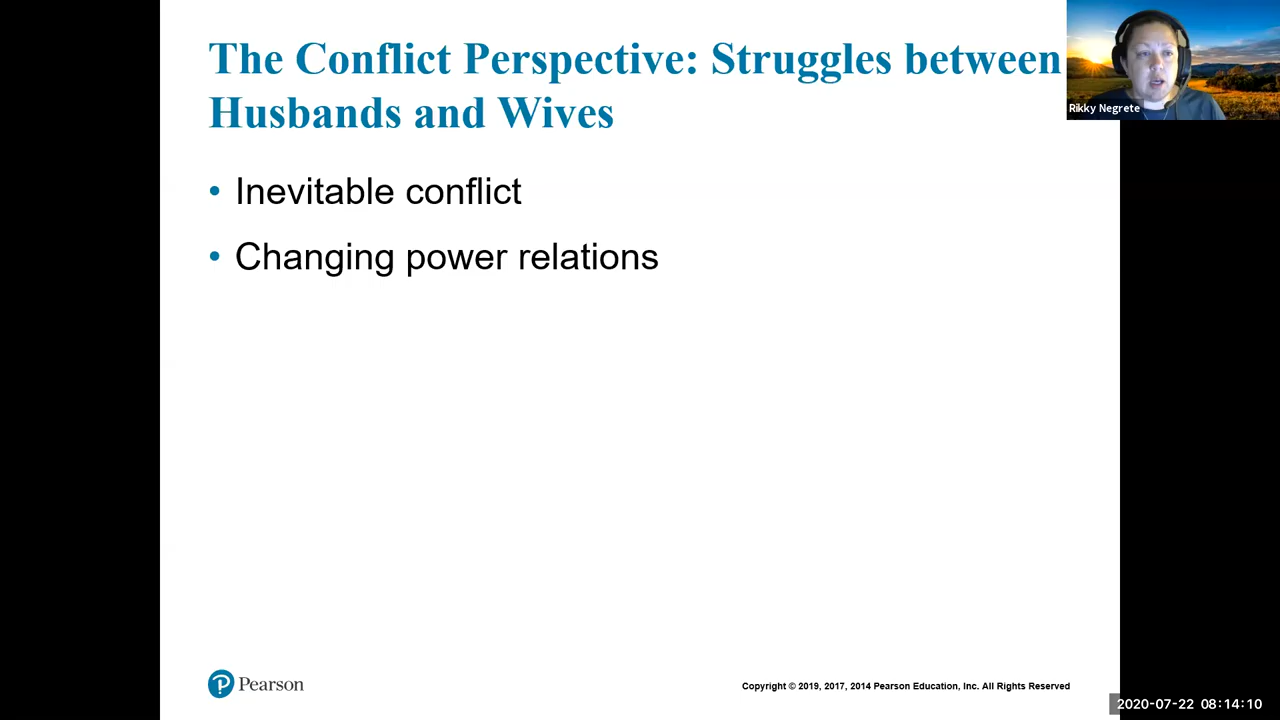 The Conflict Perspective: Struggles between
Husbands and Wives
Rikky Negrete
• Inevitable conflict
• Changing power relations
Pearson
Copyright © 2019, 2017, 2014 Pearson Education, Inc. All Rights Reserved
2020-07-22 08:14:10